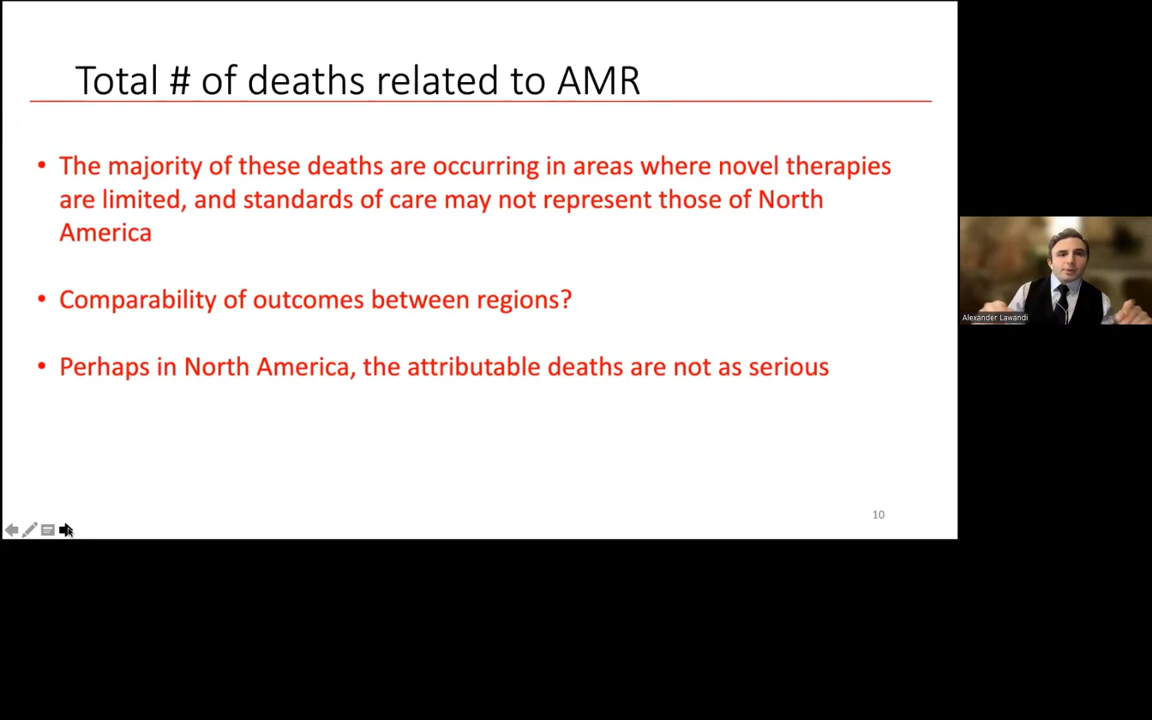 Total # of deaths related to AMR
• The majority of these deaths are occurring in areas where novel therapies
are limited, and standards of care may not represent those of North
America
• Comparability of outcomes between regions?
• Perhaps in North America, the attributable deaths are not as serious
Alexander Lawandi
10